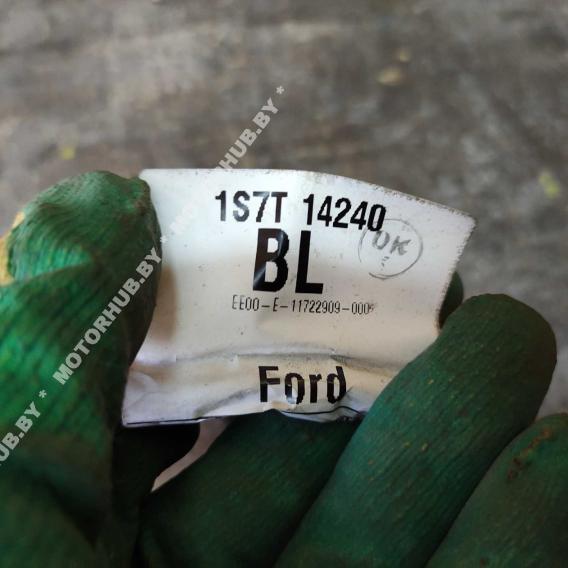 1S7T 14240
BL
OK
EE00-E-11722909-000
Ford
* MOTORHUB.BY * MOTORHUB.BY *